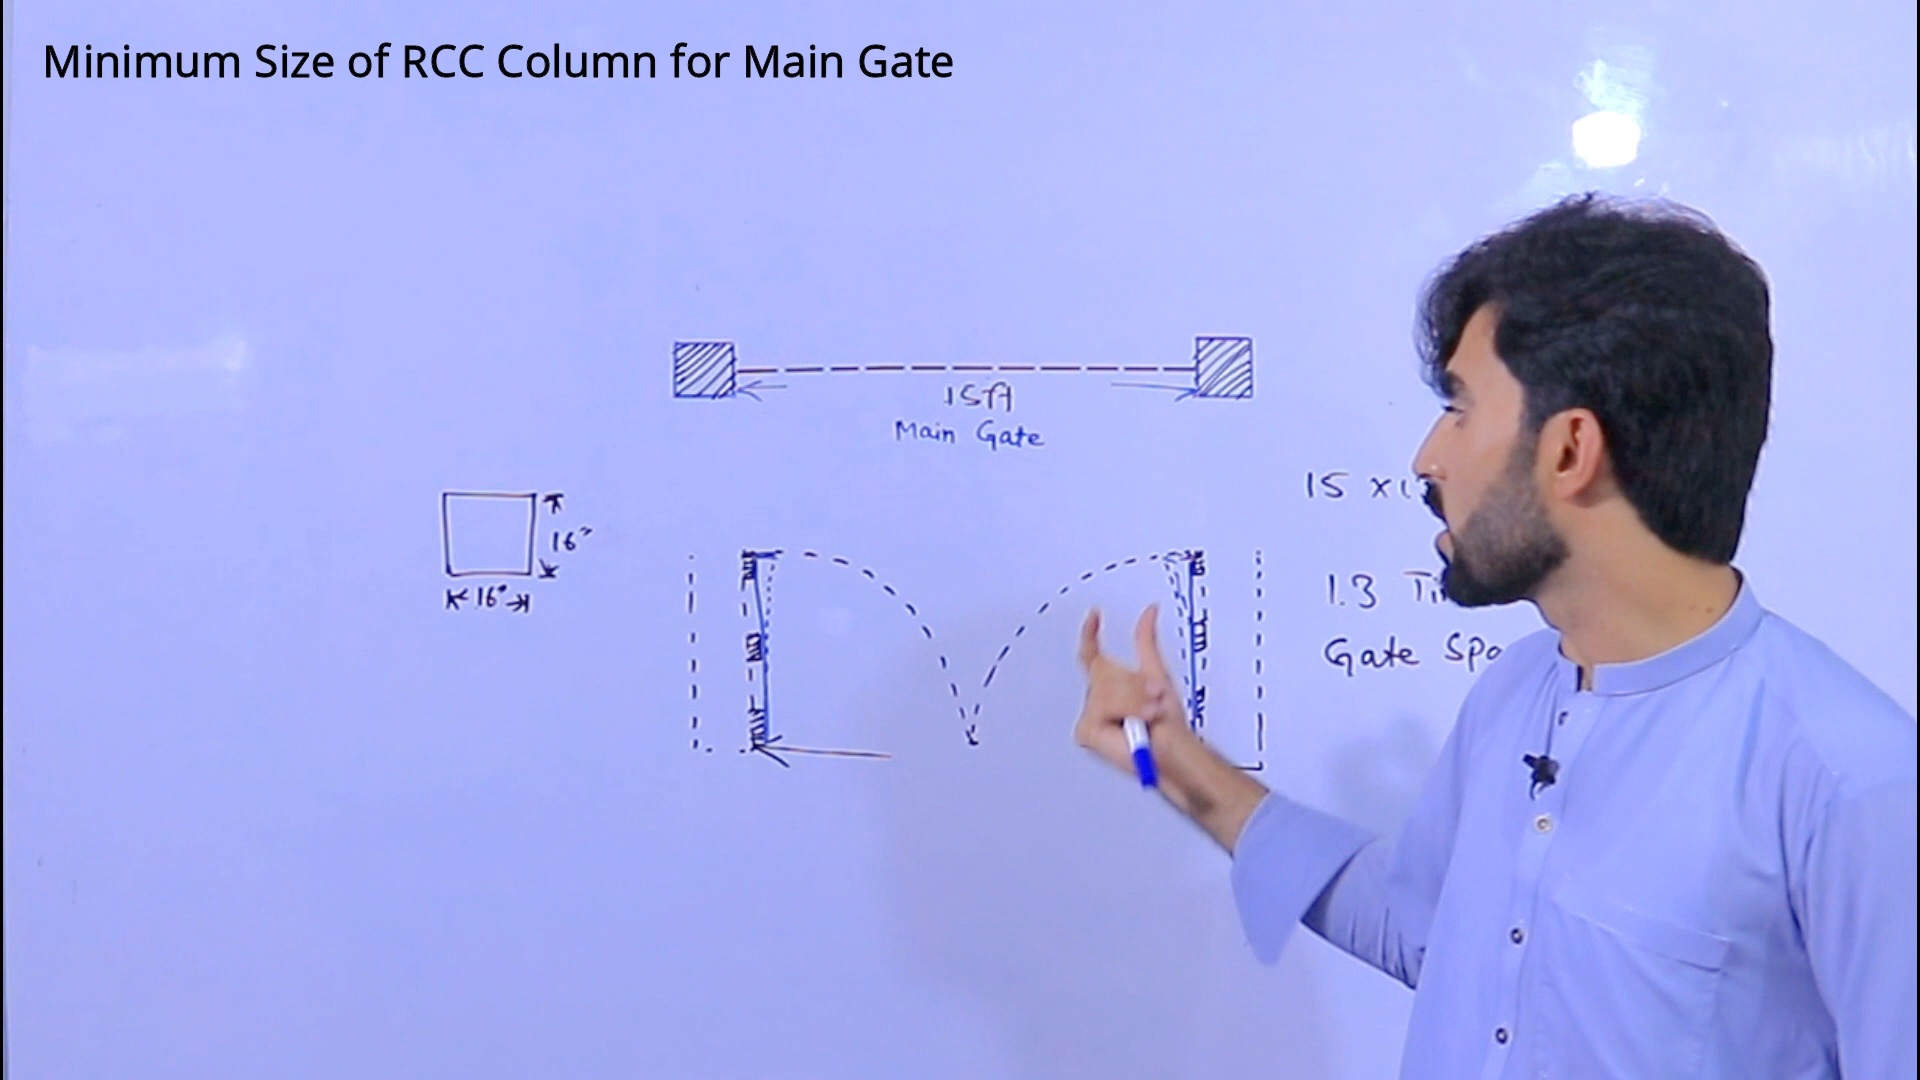 Minimum Size of RCC Column for Main Gate
15ft
Main Gate
16"
16"
15 x
1.3
Gate